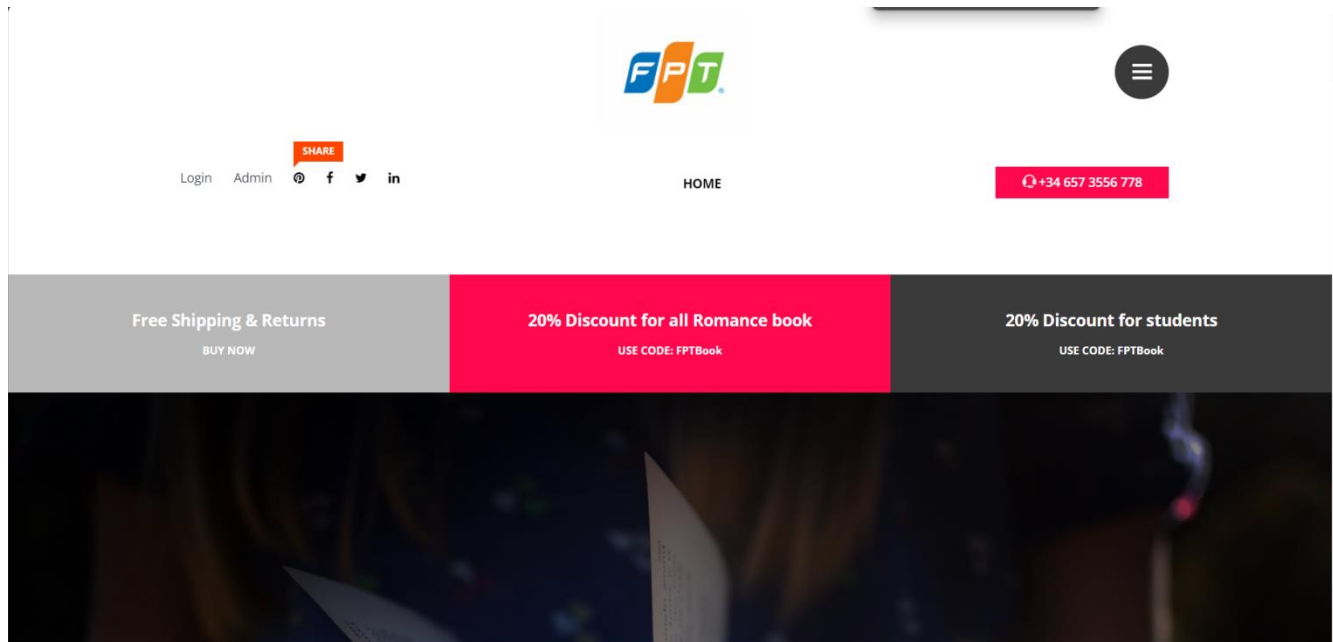 FPT
SHARE
Login Admin
HOME
+34 657 3556 778
Free Shipping & Returns
BUY NOW
20% Discount for all Romance book
USE CODE: FPTBook
20% Discount for students
USE CODE: FPTBook